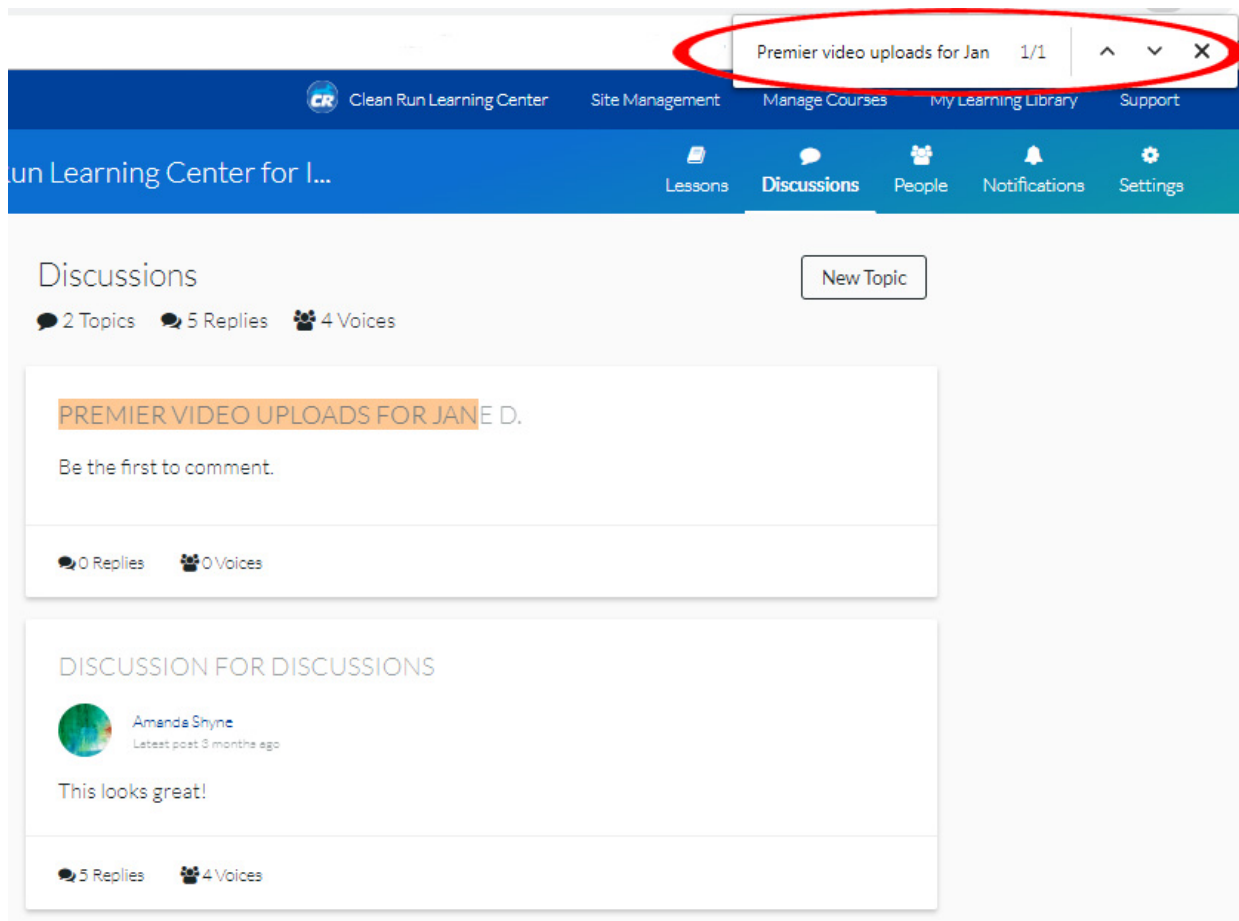 Premier video uploads for Jan 1/1
CR Clean Run Learning Center Site Management Manage Courses My Learning Library Support
un Learning Center for I...
Lessons Discussions People Notifications Settings
Discussions
New Topic
2 Topics 5 Replies 4 Voices
PREMIER VIDEO UPLOADS FOR JANE D.
Be the first to comment.
0 Replies 0 Voices
DISCUSSION FOR DISCUSSIONS
Amanda Shyne
Latest post 3 months ago
This looks great!
5 Replies 4 Voices